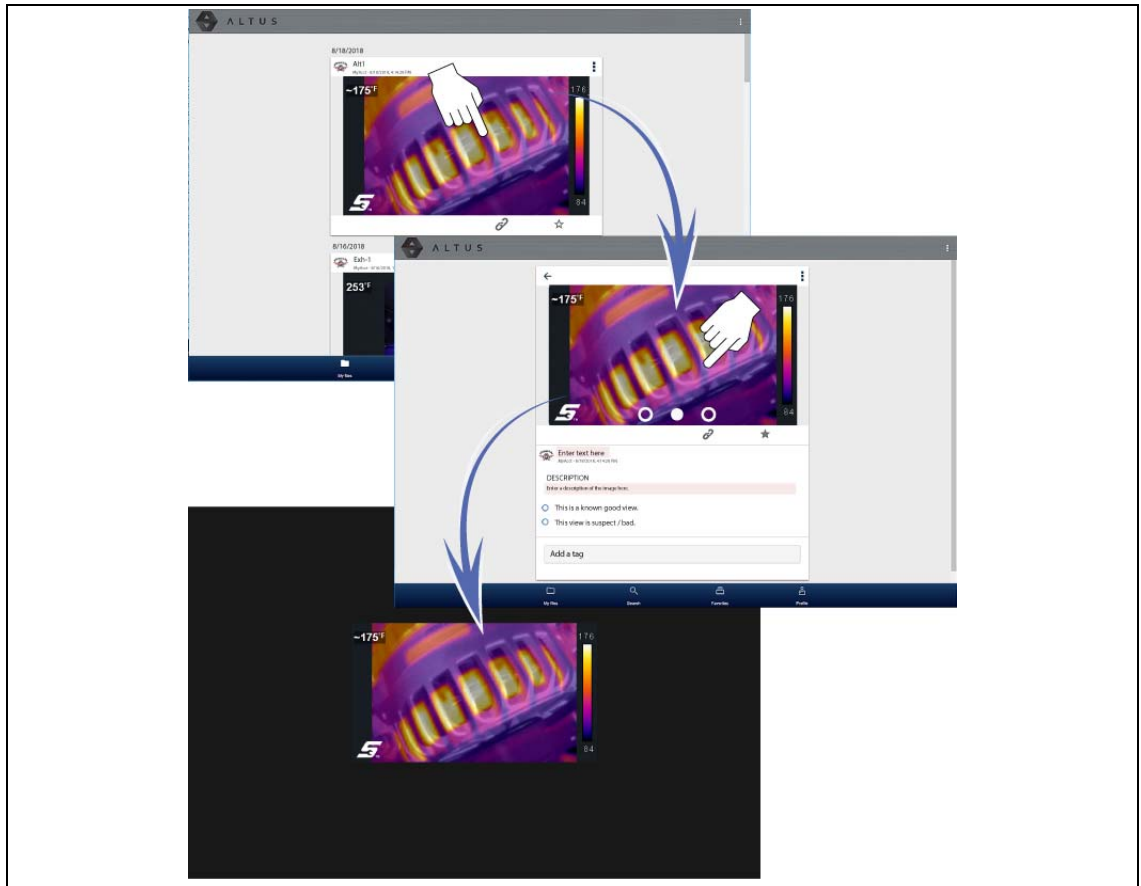 ALTUS
8/18/2018
Alt1
~175°F
176
84
8/16/2018
Exh-1
253°F
My files
ALTUS
~175°F
176
84
Enter text here
DESCRIPTION
Enter a description of the image here.
This is a known good view.
This view is suspect / bad.
Add a tag
My files
Search
Favorites
Profile
~175°F
176
84